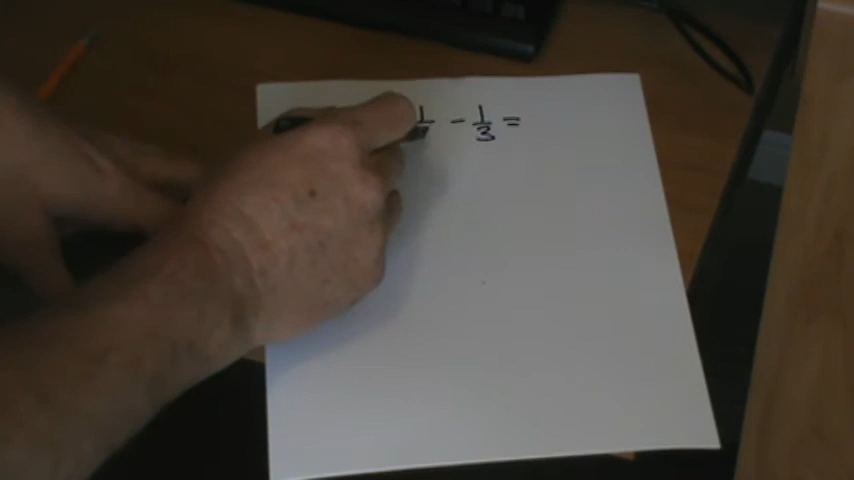 1 - 1/3 =